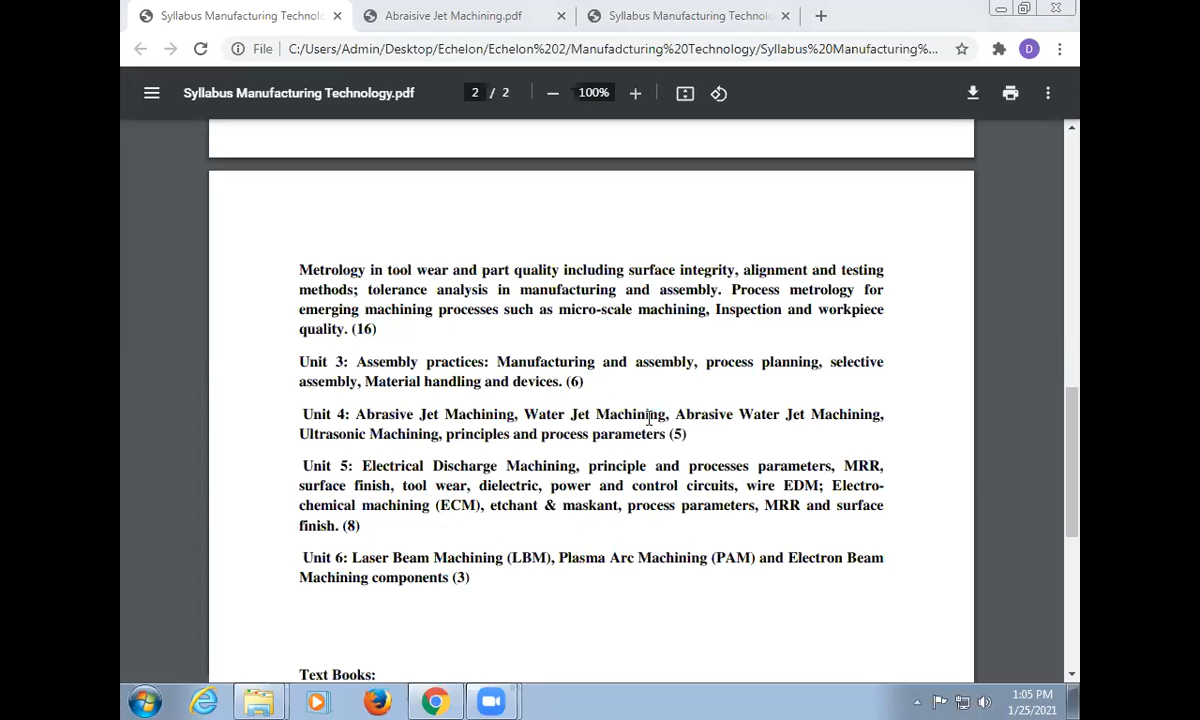 Syllabus Manufacturing Technolo
Abraisive Jet Machining.pdf
Syllabus Manufacturing Technolo
File
C:/Users/Admin/Desktop/Echelon/Echelon%202/Manufadcturing%20Technology/Syllabus%20Manufacturing%...
D
Syllabus Manufacturing Technology.pdf
2 / 2
100%
Metrology in tool wear and part quality including surface integrity, alignment and testing
methods; tolerance analysis in manufacturing and assembly. Process metrology for
emerging machining processes such as micro-scale machining, Inspection and workpiece
quality. (16)
Unit 3: Assembly practices: Manufacturing and assembly, process planning, selective
assembly, Material handling and devices. (6)
Unit 4: Abrasive Jet Machining, Water Jet Machining, Abrasive Water Jet Machining,
Ultrasonic Machining, principles and process parameters (5)
Unit 5: Electrical Discharge Machining, principle and processes parameters, MRR,
surface finish, tool wear, dielectric, power and control circuits, wire EDM; Electro-
chemical machining (ECM), etchant & maskant, process parameters, MRR and surface
finish. (8)
Unit 6: Laser Beam Machining (LBM), Plasma Arc Machining (PAM) and Electron Beam
Machining components (3)
Text Books:
1:05 PM
1/25/2021